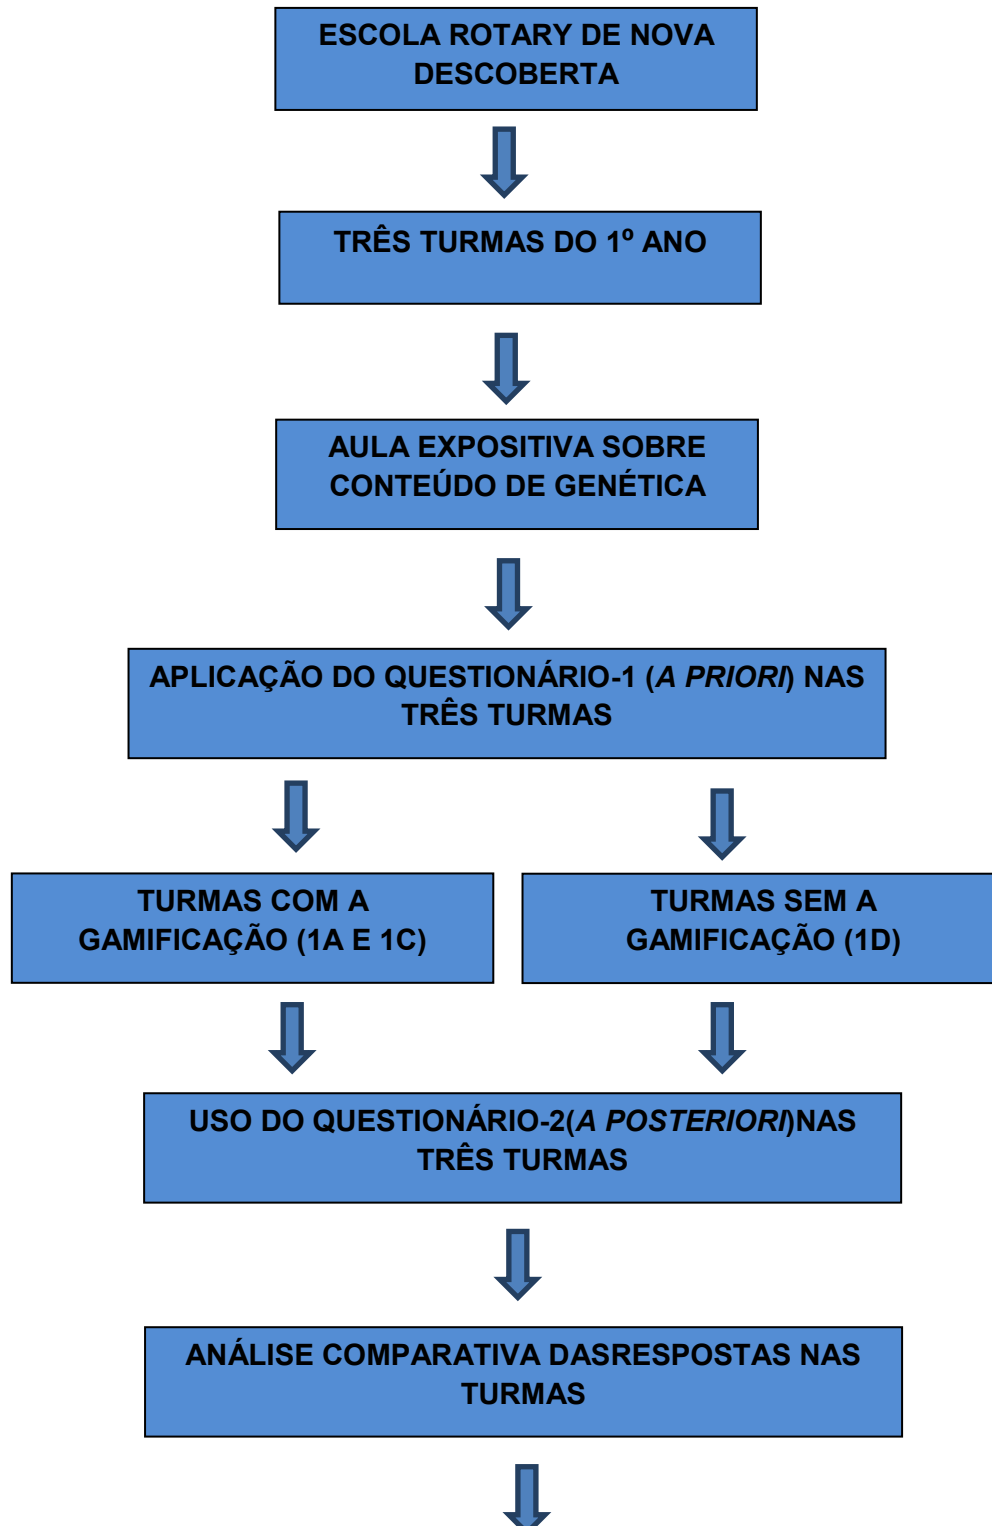 ESCOLA ROTARY DE NOVA
DESCOBERTA
TRÊS TURMAS DO 1º ANO
AULA EXPOSITIVA SOBRE
CONTEÚDO DE GENÉTICA
APLICAÇÃO DO QUESTIONÁRIO-1 (A PRIORI) NAS
TRÊS TURMAS
TURMAS COM A
GAMIFICAÇÃO (1A E 1C)
TURMAS SEM A
GAMIFICAÇÃO (1D)
USO DO QUESTIONÁRIO-2(A POSTERIORI)NAS
TRÊS TURMAS
ANÁLISE COMPARATIVA DASRESPOSTAS NAS
TURMAS